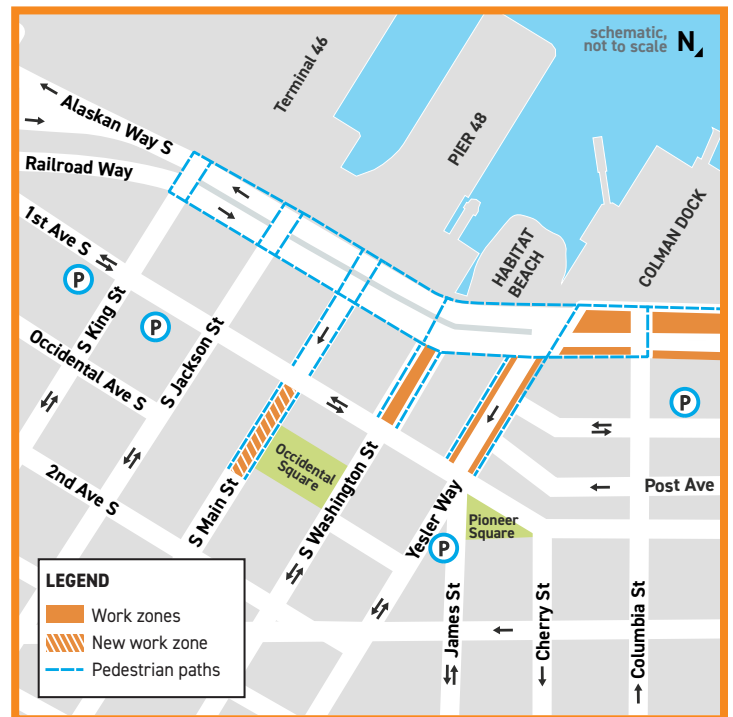 schematic,
not to scale
N
Terminal 46
PIER 48
HABITAT
BEACH
COLMAN DOCK
Alaskan Way S
Railroad Way
1st Ave S
P
P
S King St
Occidental Ave S
S Jackson St
2nd Ave S
S Main St
Occidental
Square
S Washington St
Yesler Way
P
Pioneer
Square
P
Post Ave
James St
Cherry St
Columbia St
LEGEND
Work zones
New work zone
Pedestrian paths